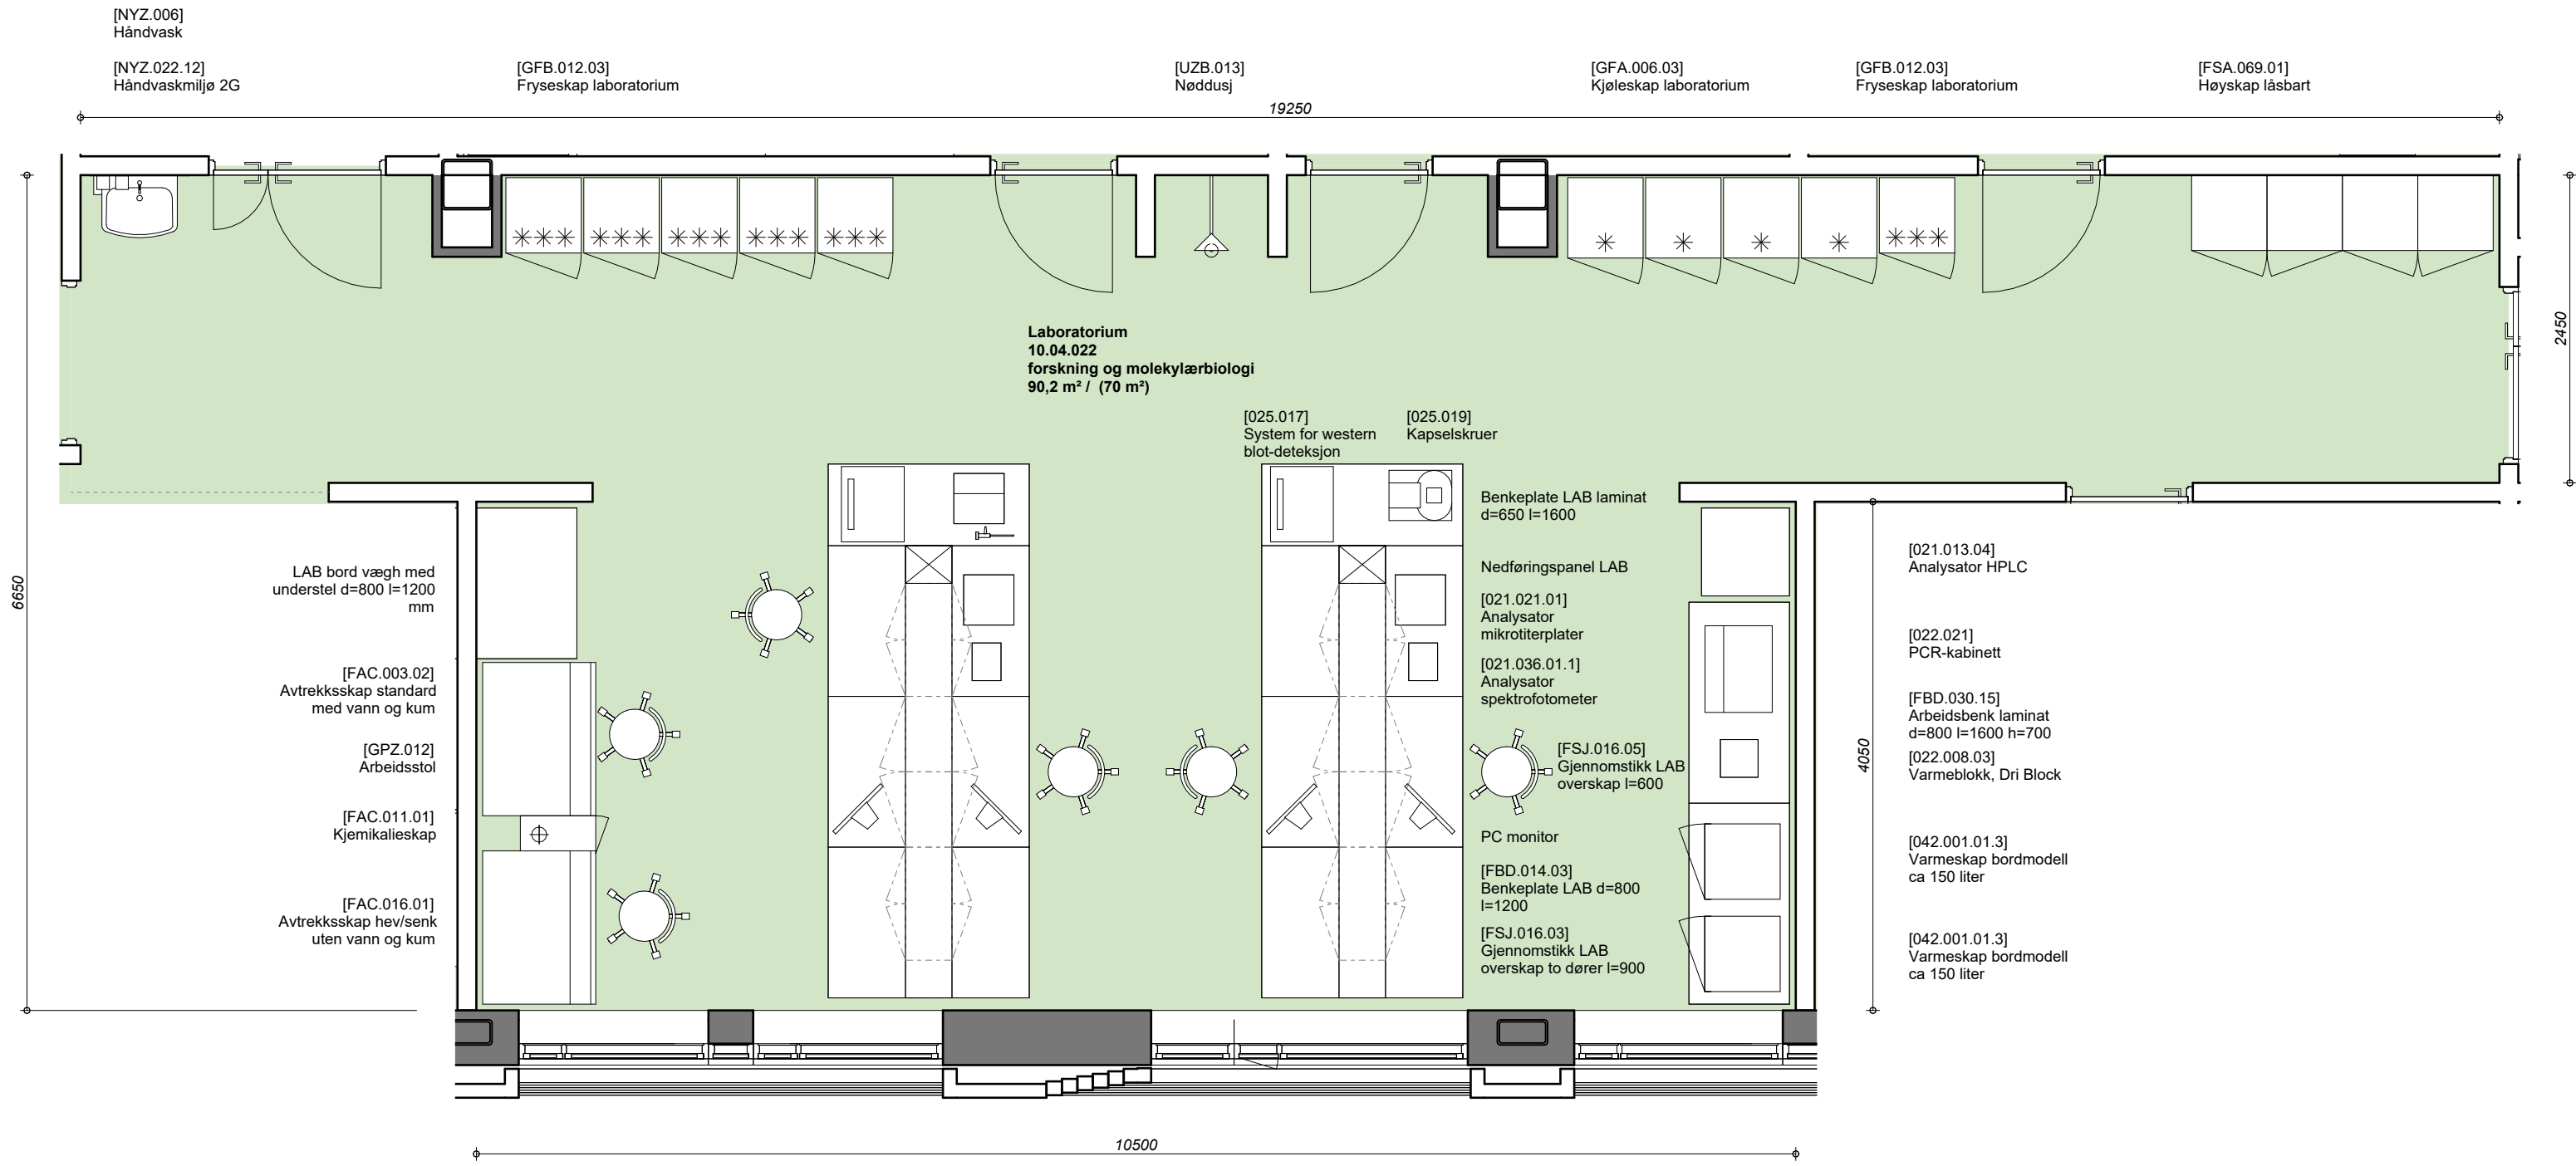 [NYZ.006]
Håndvask
[NYZ.022.12]
Håndvaskmiljø 2G
[GFB.012.03]
Fryseskap laboratorium
[UZB.013]
Nøddusj
[GFA.006.03]
Kjøleskap laboratorium
[GFB.012.03]
Fryseskap laboratorium
[FSA.069.01]
Høyskap låsbart
19250
2450
6650
Laboratorium
10.04.022
forskning og molekylærbiologi
90,2 m² / (70 m²)
[025.017]
System for western
blot-deteksjon
[025.019]
Kapselskruer
LAB bord vægh med
understel d=800 l=1200
mm
[FAC.003.02]
Avtrekksskap standard
med vann og kum
[GPZ.012]
Arbeidsstol
[FAC.011.01]
Kjemikalieskap
[FAC.016.01]
Avtrekksskap hev/senk
uten vann og kum
Benkeplate LAB laminat
d=650 l=1600
Nedføringspanel LAB
[021.021.01]
Analysator
mikrotiterplater
[021.036.01.1]
Analysator
spektrofotometer
[FSJ.016.05]
Gjennomstikk LAB
overskap l=600
PC monitor
[FBD.014.03]
Benkeplate LAB d=800
l=1200
[FSJ.016.03]
Gjennomstikk LAB
overskap to dører l=900
4050
[021.013.04]
Analysator HPLC
[022.021]
PCR-kabinett
[FBD.030.15]
Arbeidsbenk laminat
d=800 l=1600 h=700
[022.008.03]
Varmeblokk, Dri Block
[042.001.01.3]
Varmeskap bordmodell
ca 150 liter
[042.001.01.3]
Varmeskap bordmodell
ca 150 liter
10500